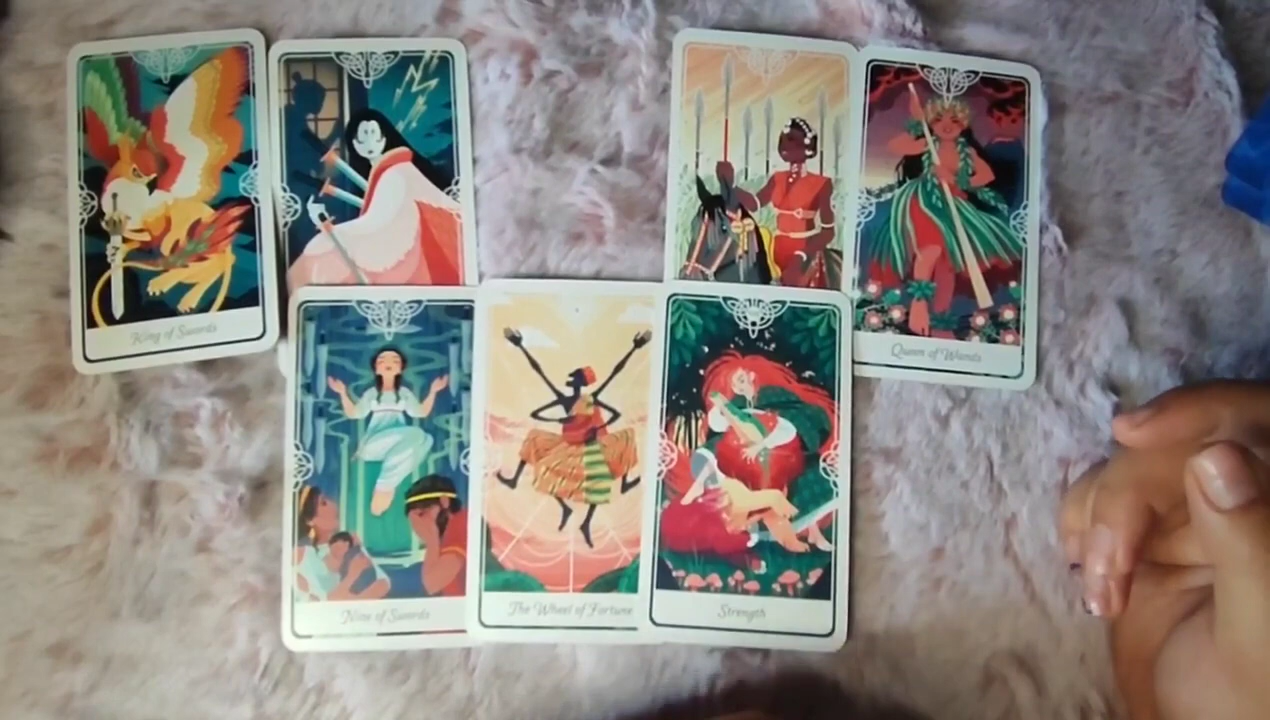 King of Swords
Queen of Wands
Nine of Swords
The Wheel of Fortune
Strength